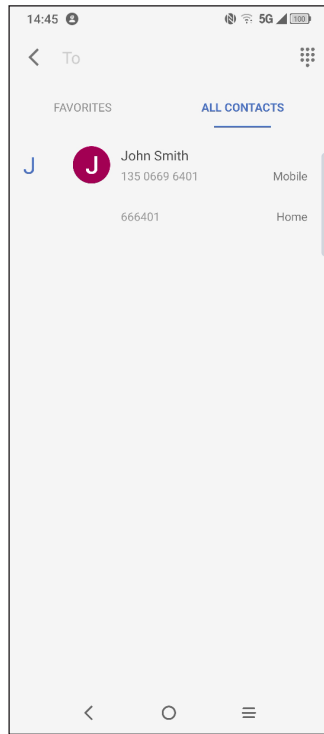 14:45 5G 100
To
FAVORITES ALL CONTACTS
J J John Smith
135 0669 6401 Mobile
666401 Home